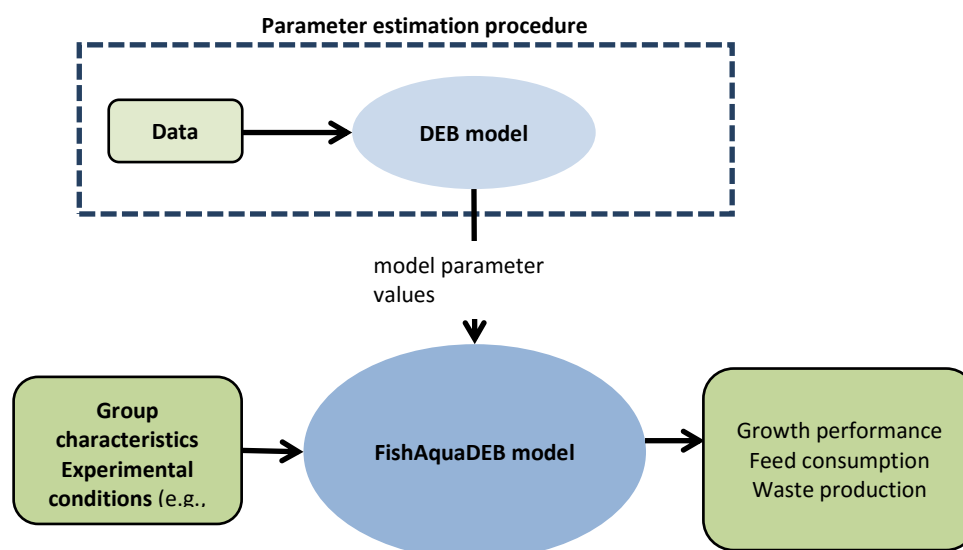 Parameter estimation procedure
Data
DEB model
model parameter
values
Group
characteristics
Experimental
conditions (e.g.,
FishAquaDEB model
Growth performance
Feed consumption
Waste production